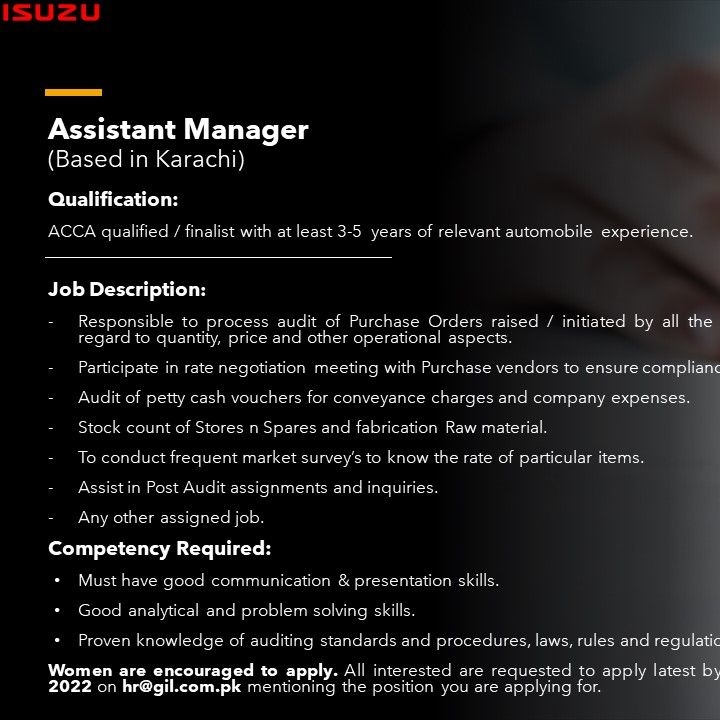 ISUZU
Assistant Manager
(Based in Karachi)
Qualification:
ACCA qualified / finalist with at least 3-5 years of relevant automobile experience.
Job Description:
- Responsible to process audit of Purchase Orders raised / initiated by all the
regard to quantity, price and other operational aspects.
- Participate in rate negotiation meeting with Purchase vendors to ensure complianc
- Audit of petty cash vouchers for conveyance charges and company expenses.
- Stock count of Stores n Spares and fabrication Raw material.
- To conduct frequent market survey's to know the rate of particular items.
- Assist in Post Audit assignments and inquiries.
- Any other assigned job.
Competency Required:
• Must have good communication & presentation skills.
• Good analytical and problem solving skills.
• Proven knowledge of auditing standards and procedures, laws, rules and regulatio
Women are encouraged to apply. All interested are requested to apply latest by
2022 on hr@gil.com.pk mentioning the position you are applying for.